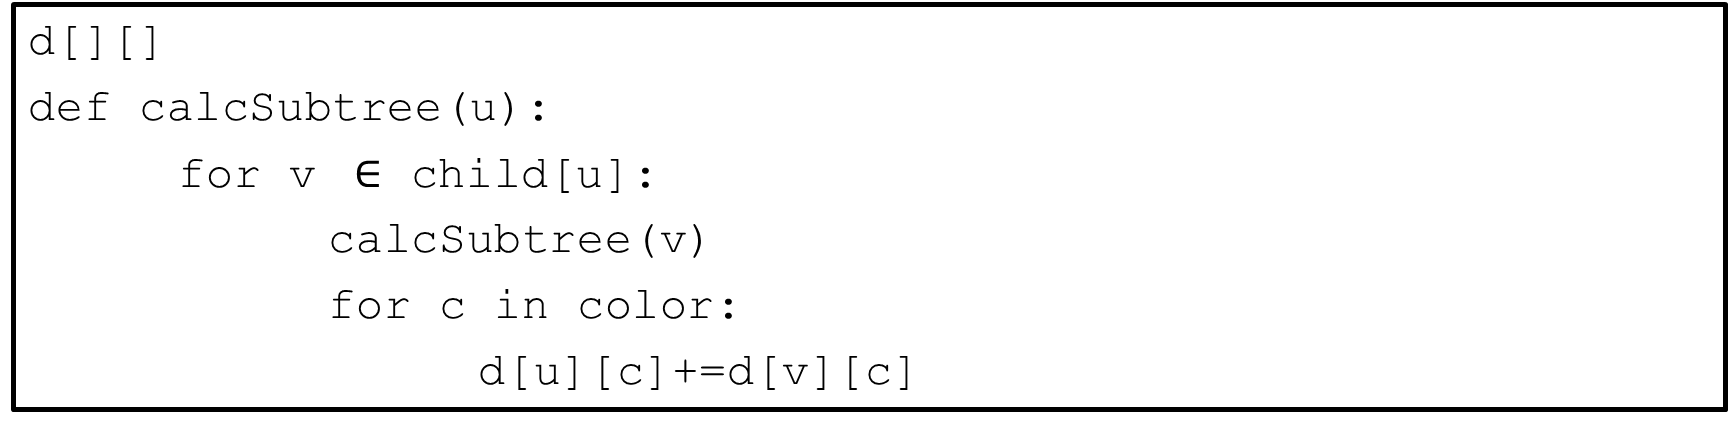 d[][]
def calcSubtree(u):
for v ∈ child[u]:
calcSubtree(v)
for c in color:
d[u][c]+=d[v][c]